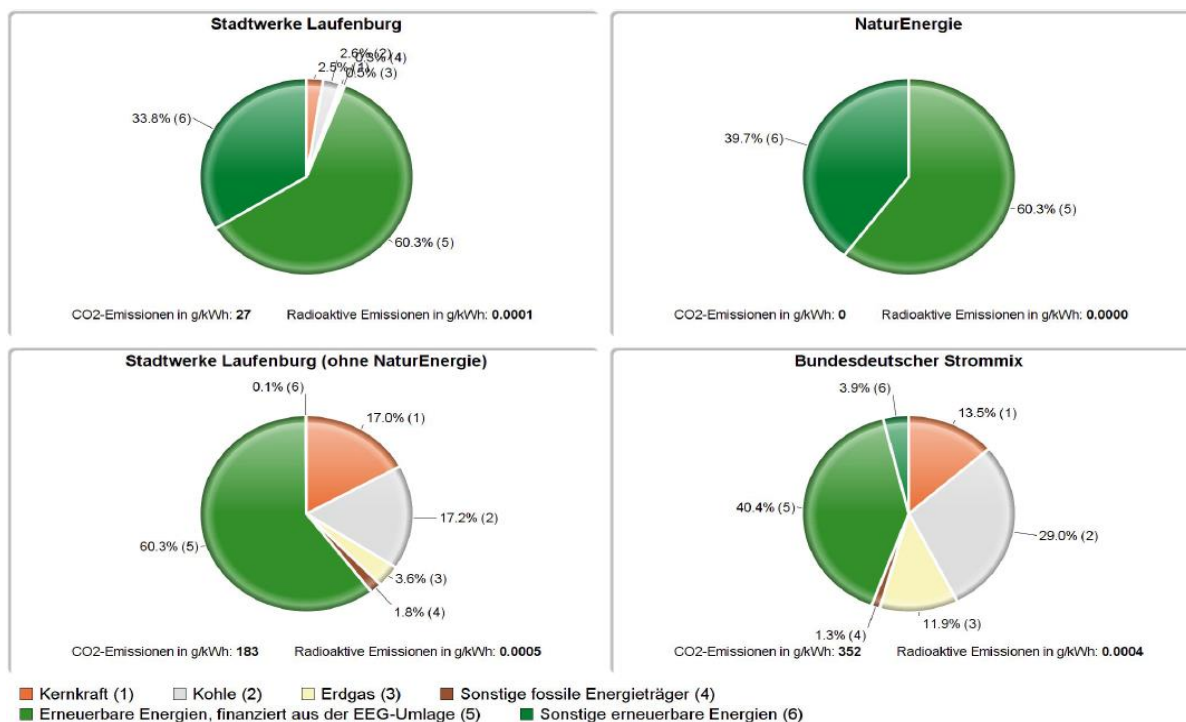 Stadtwerke Laufenburg
2.6% (2)
0.3% (4)
2.5% (1)
0.5% (3)
33.8% (6)
60.3% (5)
CO2-Emissionen in g/kWh: 27 Radioaktive Emissionen in g/kWh: 0.0001
NaturEnergie
39.7% (6)
60.3% (5)
CO2-Emissionen in g/kWh: 0 Radioaktive Emissionen in g/kWh: 0.0000
Stadtwerke Laufenburg (ohne NaturEnergie)
0.1% (6)
17.0% (1)
17.2% (2)
60.3% (5)
3.6% (3)
1.8% (4)
CO2-Emissionen in g/kWh: 183 Radioaktive Emissionen in g/kWh: 0.0005
Bundesdeutscher Strommix
3.9% (6)
13.5% (1)
40.4% (5)
29.0% (2)
11.9% (3)
1.3% (4)
CO2-Emissionen in g/kWh: 352 Radioaktive Emissionen in g/kWh: 0.0004
Kernkraft (1) Kohle (2) Erdgas (3) Sonstige fossile Energieträger (4)
Erneuerbare Energien, finanziert aus der EEG-Umlage (5) Sonstige erneuerbare Energien (6)